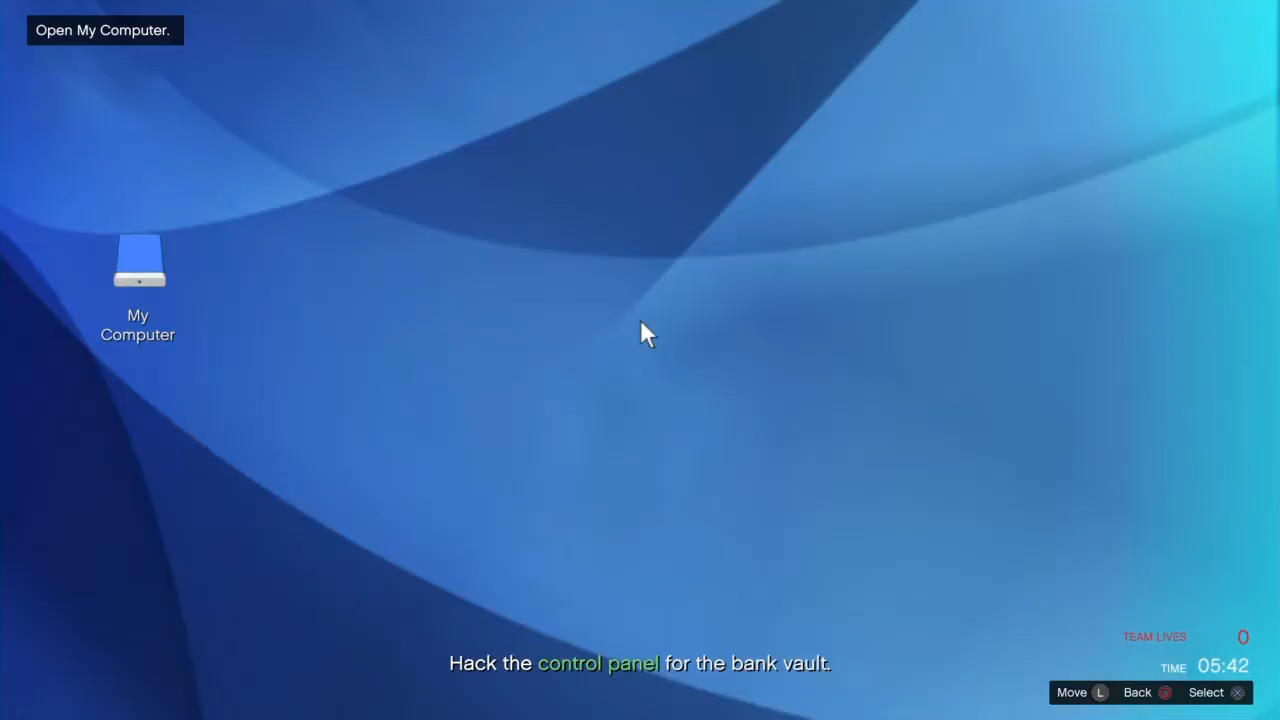 Open My Computer.
My
Computer
Hack the control panel for the bank vault.
TEAM LIVES 0
TIME 05:42
Move L Back Select